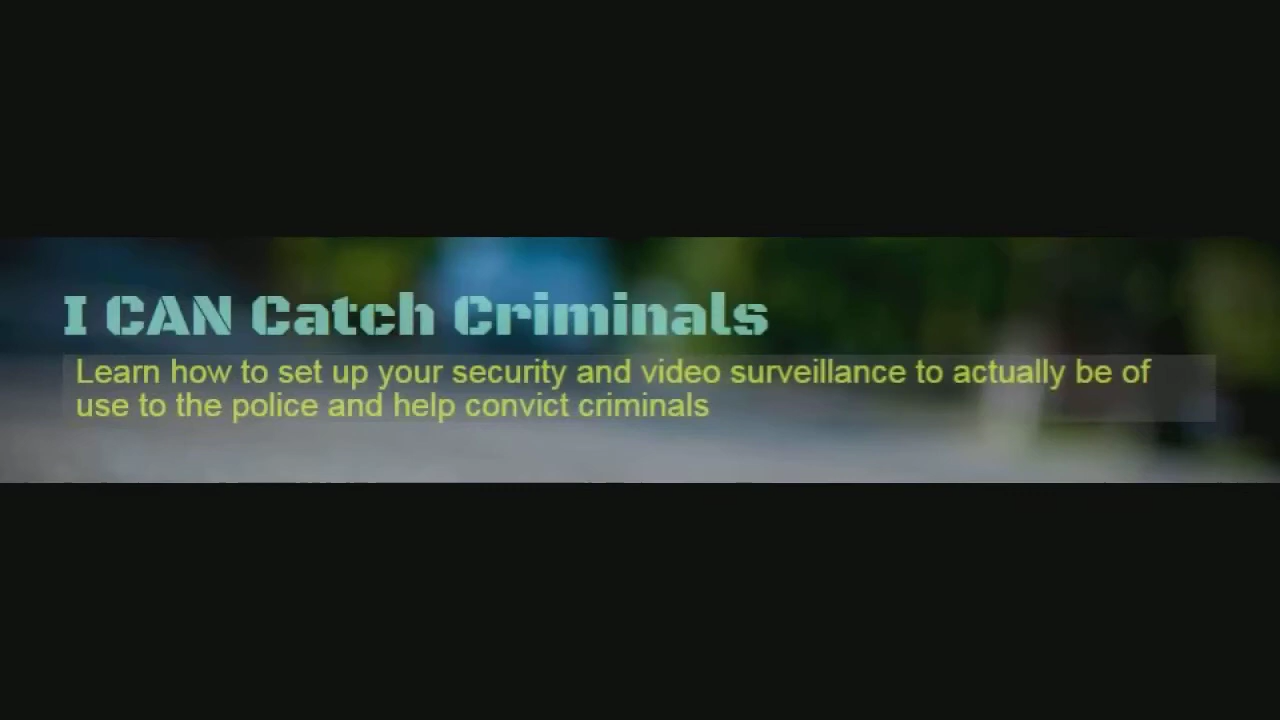 I CAN Catch Criminals
Learn how to set up your security and video surveillance to actually be of
use to the police and help convict criminals